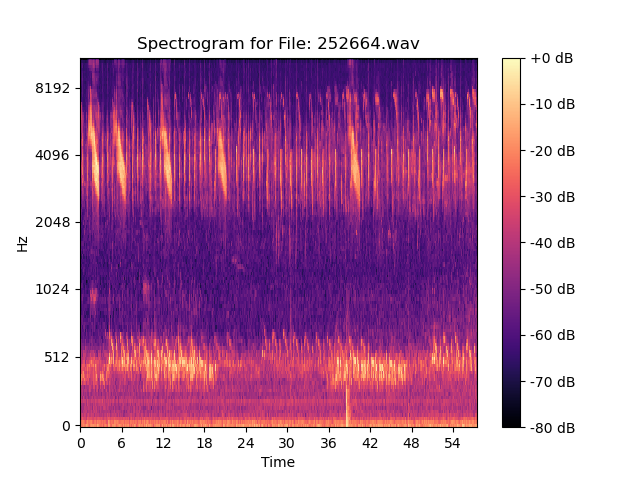 Spectrogram for File: 252664.wav
Hz
8192
4096
2048
1024
512
0
0 6 12 18 24 30 36 42 48 54
Time
+0 dB
-10 dB
-20 dB
-30 dB
-40 dB
-50 dB
-60 dB
-70 dB
-80 dB